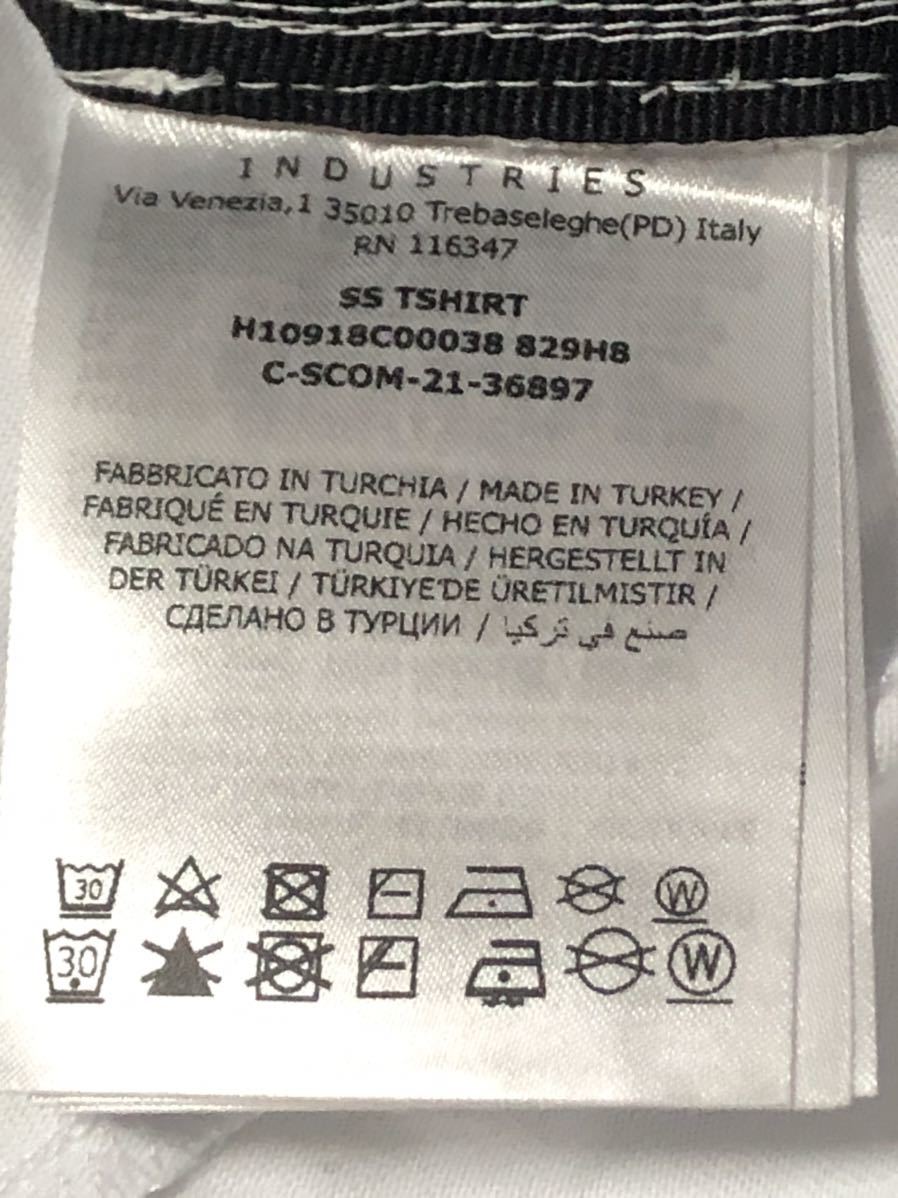 INDUSTRIES
Via Venezia,1 35010 Trebaseleghe(PD) Italy
RN 116347
SS TSHIRT
H10918C00038 829H8
C-SCOM-21-36897
FABBRICATO IN TURCHIA / MADE IN TURKEY /
FABRIQUÉ EN TURQUIE / HECHO EN TURQUÍA /
FABRICADO NA TURQUIA / HERGESTELLT IN
DER TÜRKEI / TÜRKIYE'DE ÜRETILMISTIR /
СДЕЛАНО В ТУРЦИИ / صنع في تركيا
30 W
30 W